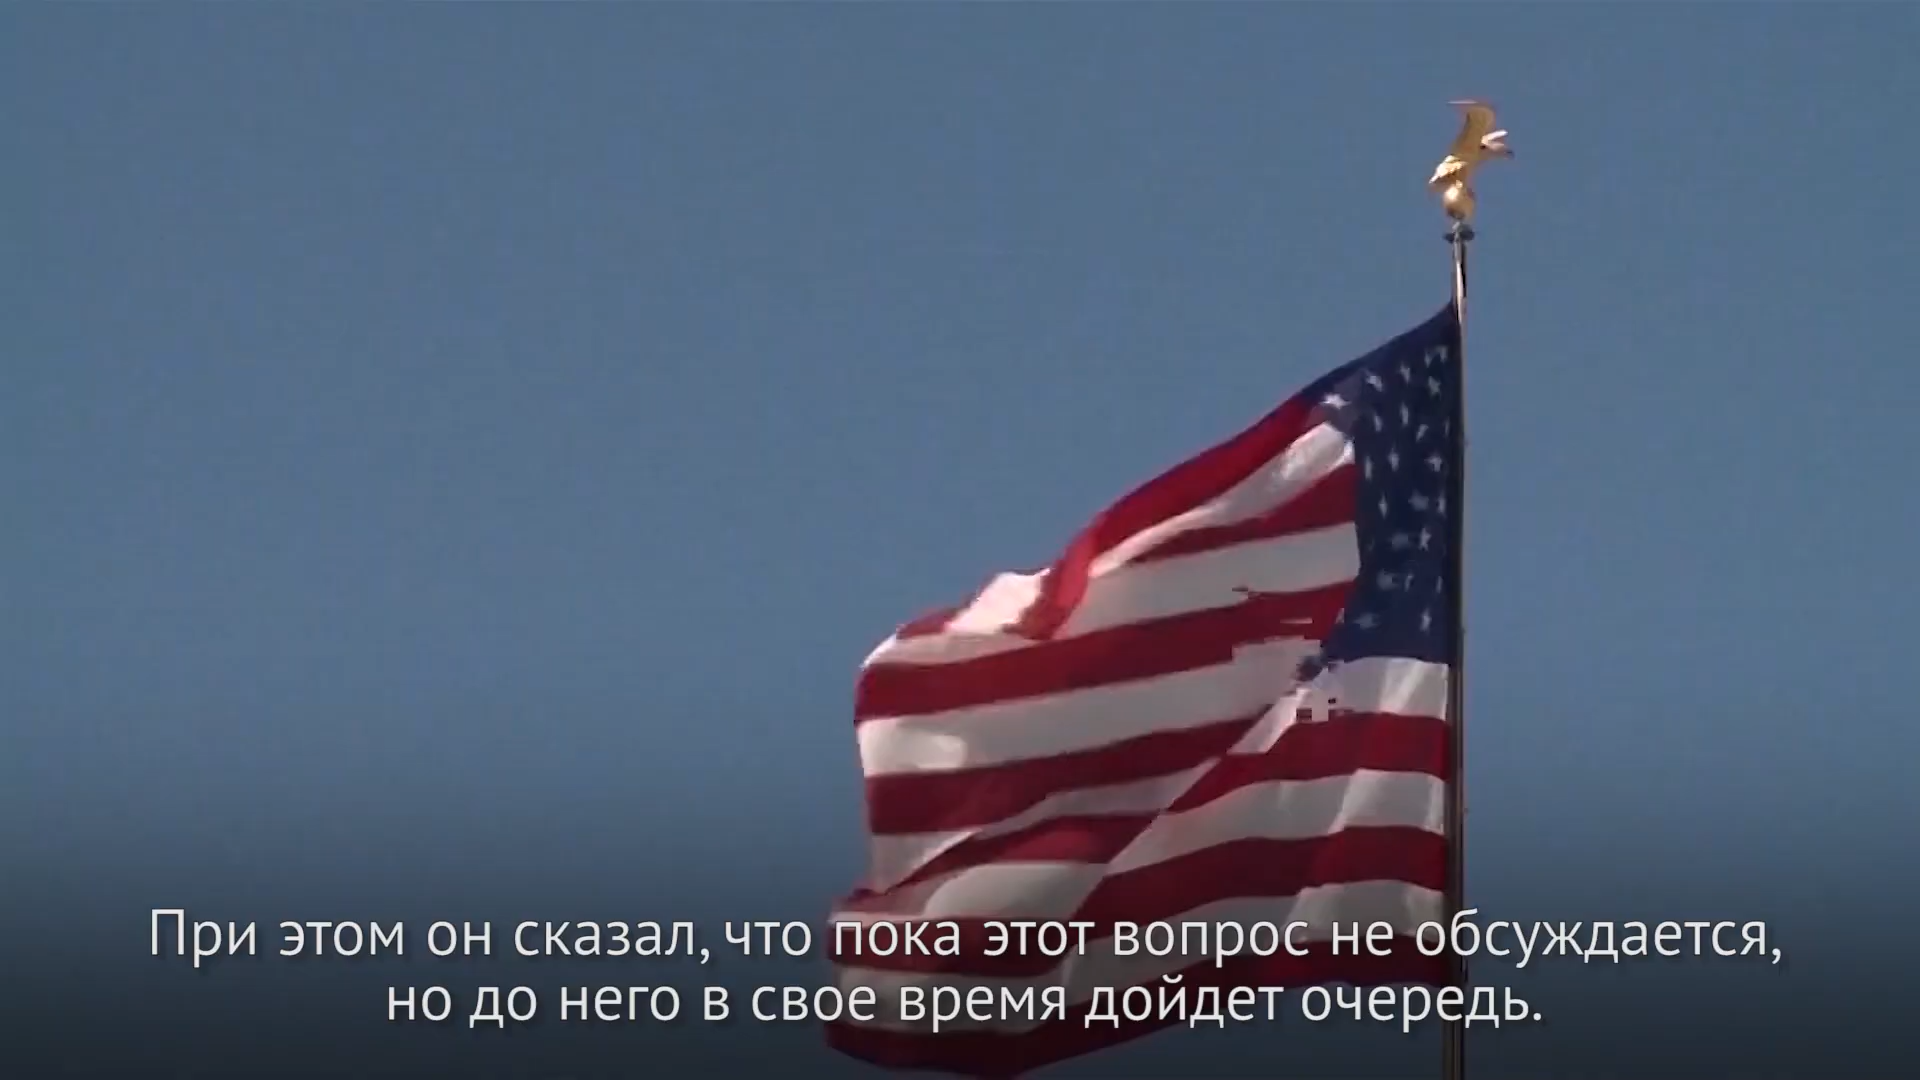 При этом он сказал, что пока этот вопрос не обсуждается,
но до него в свое время дойдет очередь.